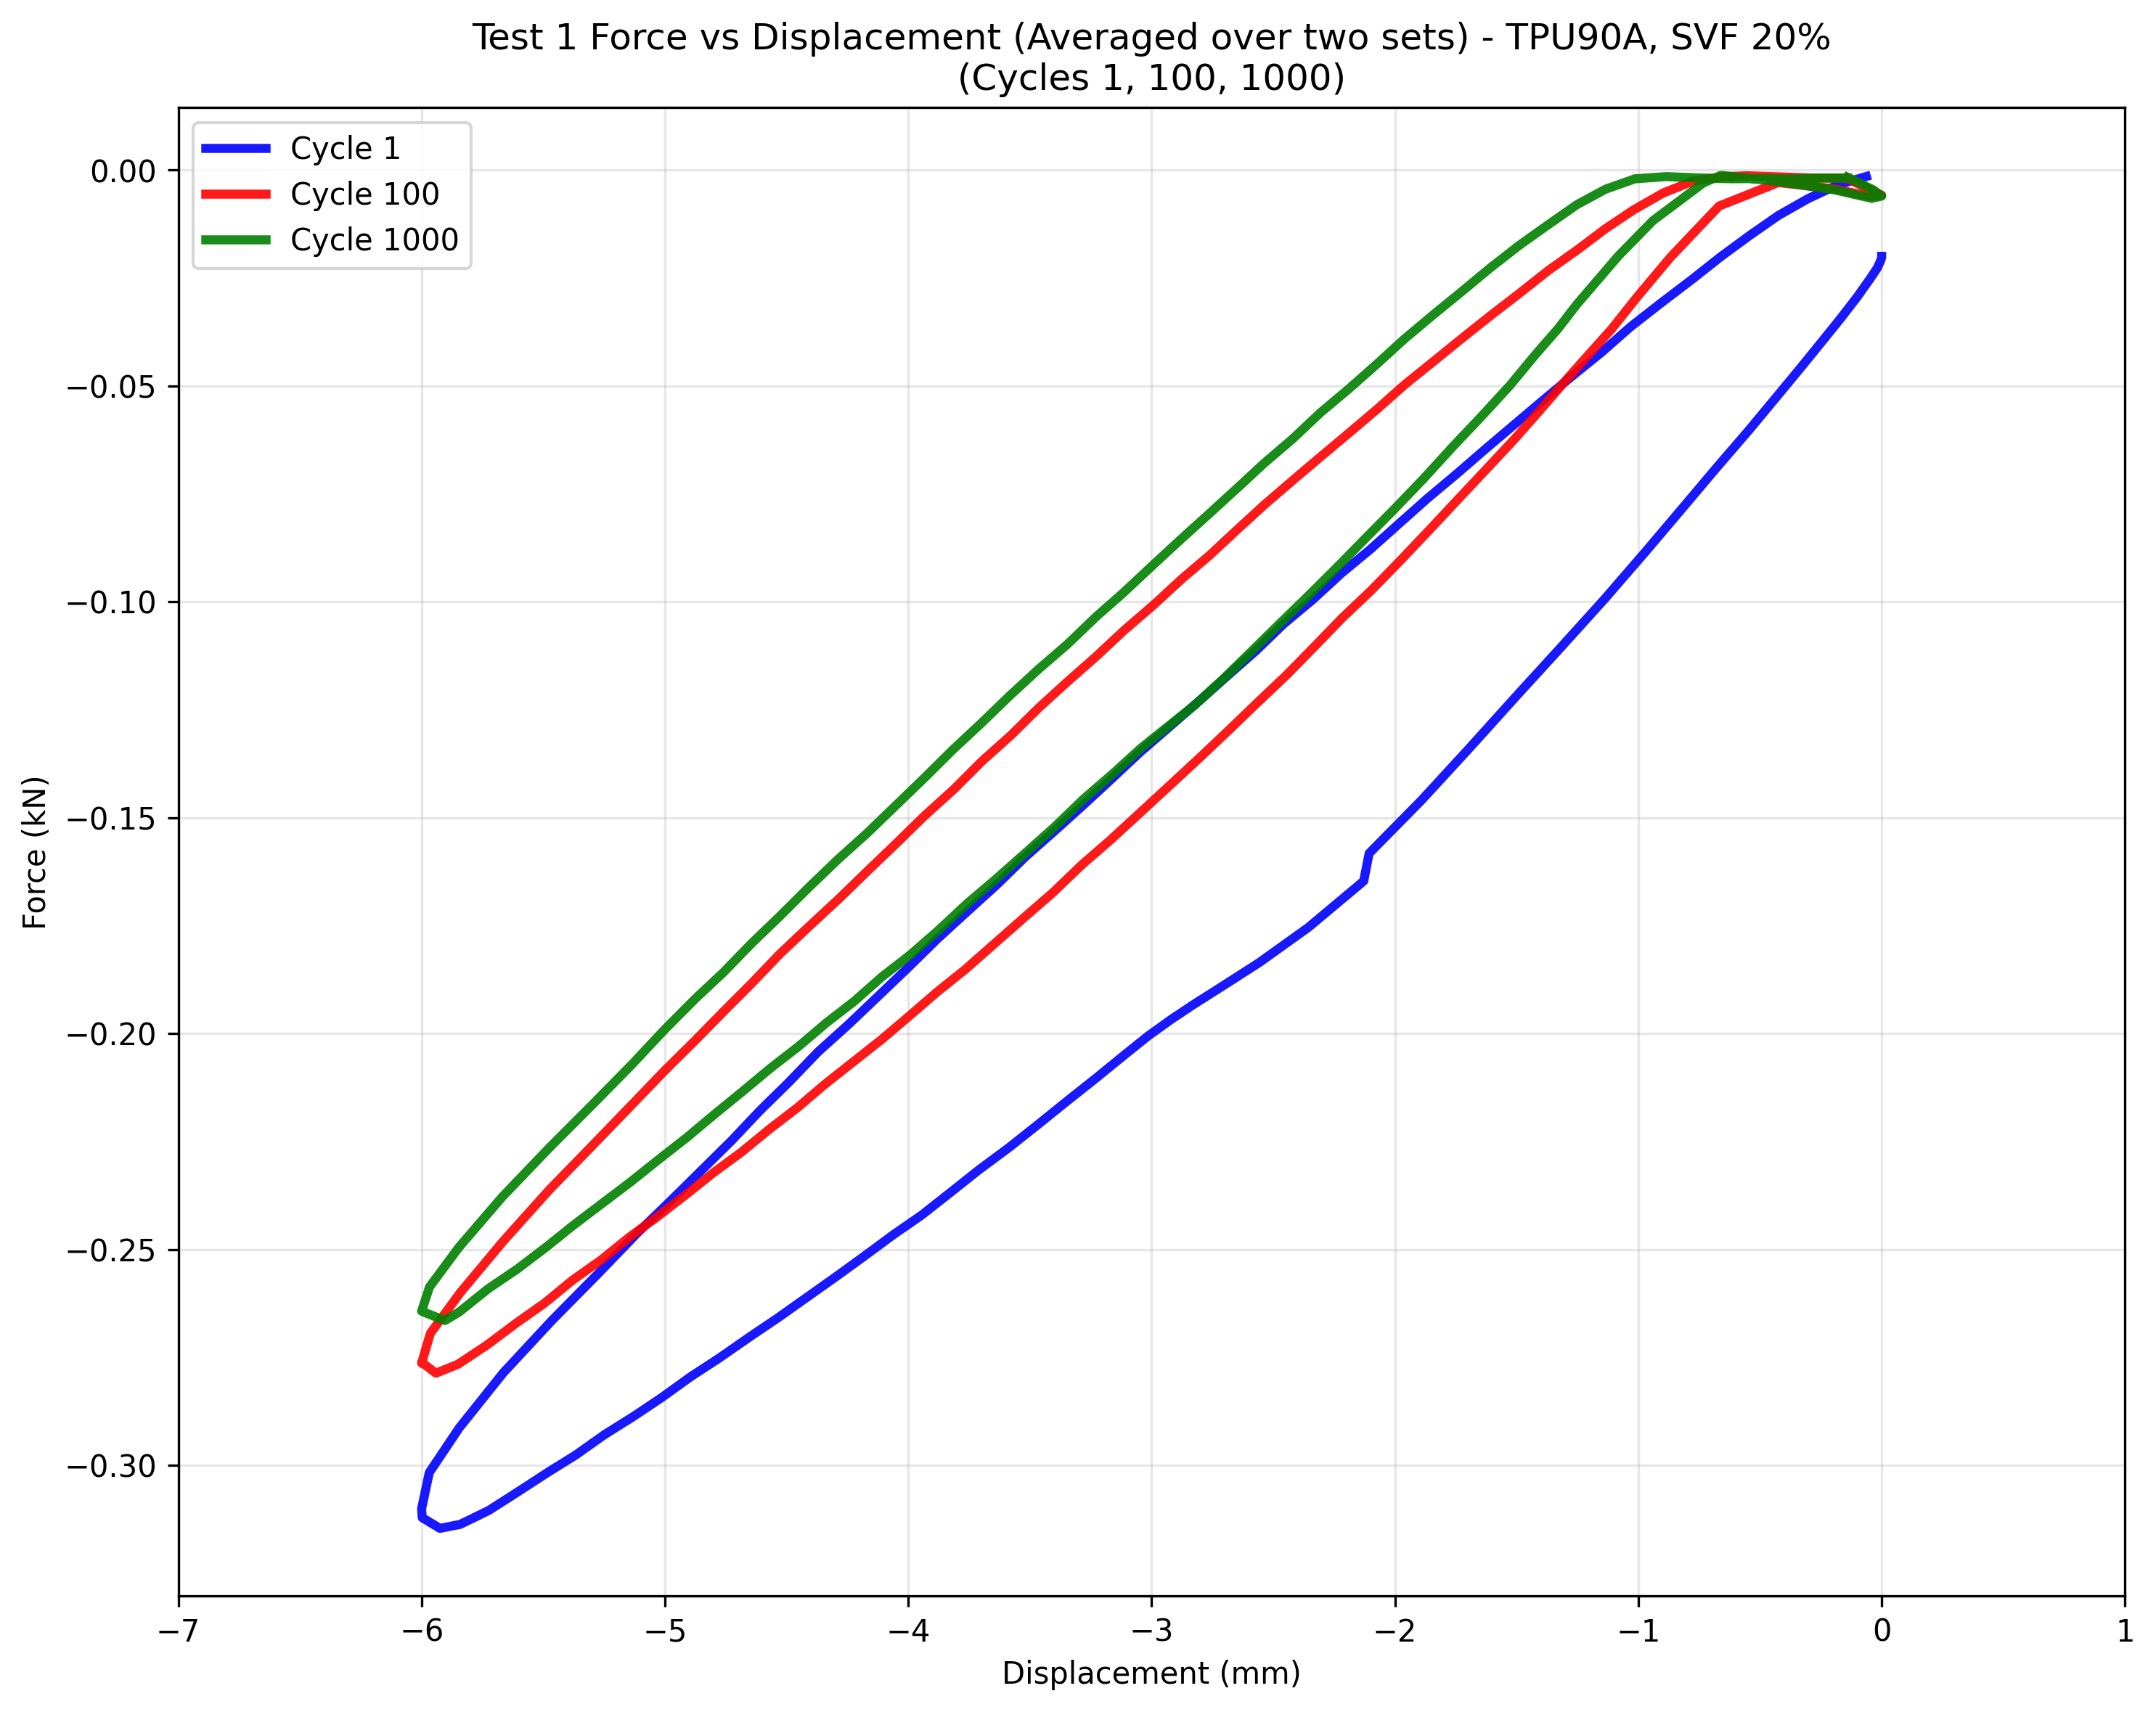 Test 1 Force vs Displacement (Averaged over two sets) - TPU90A, SVF 20%
(Cycles 1, 100, 1000)
Cycle 1
Cycle 100
Cycle 1000
0.00
−0.05
−0.10
−0.15
−0.20
−0.25
−0.30
Force (kN)
−7
−6
−5
−4
−3
−2
−1
0
1
Displacement (mm)